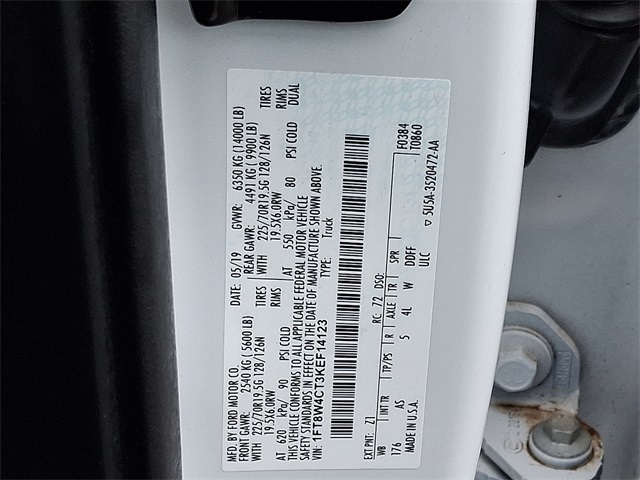 MFD. BY FORD MOTOR CO.
DATE: 05/19 GVWR: 6350 KG (14000 LB)
FRONT GAWR: 2540 KG (5600 LB) REAR GAWR: 4491 KG (9900 LB)
225/70R19.5G 128/126N TIRES WITH 225/70R19.5G 128/126N TIRES
19.5X6.0RW RIMS 19.5X6.0RW RIMS
AT 620 kPa/ 90 PSI COLD AT 550 kPa/ 80 PSI COLD DUAL
THIS VEHICLE CONFORMS TO ALL APPLICABLE FEDERAL MOTOR VEHICLE
SAFETY STANDARDS IN EFFECT ON THE DATE OF MANUFACTURE SHOWN ABOVE.
VIN: 1FT8W4CT3KEF14123 TYPE: Truck
F0384
T0860
EXT PNT: Z1 RC: 72 DSO:
WB INT TR TP/PS R AXLE TR SPR
176 AS 5 4L W DDFF
MADE IN U.S.A. ULC
5U5A-3520472-AA